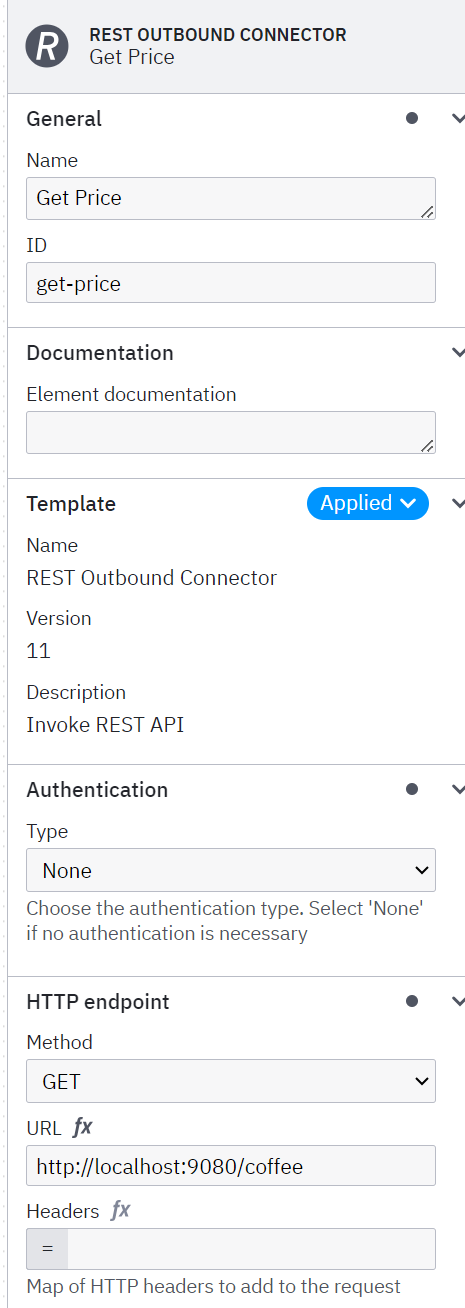 R
REST OUTBOUND CONNECTOR
Get Price
General
Name
Get Price
ID
get-price
Documentation
Element documentation
Template
Applied
Name
REST Outbound Connector
Version
11
Description
Invoke REST API
Authentication
Type
None
Choose the authentication type. Select 'None'
if no authentication is necessary
HTTP endpoint
Method
GET
URL fx
http://localhost:9080/coffee
Headers fx
=
Map of HTTP headers to add to the request